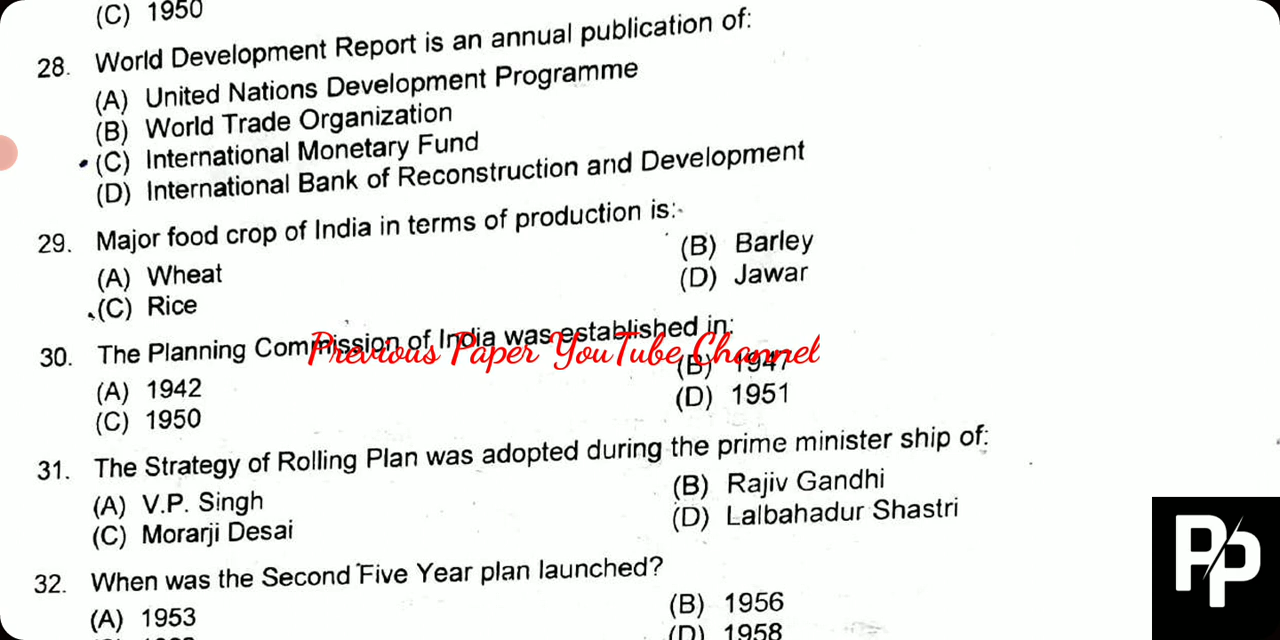 (C) 1950
28. World Development Report is an annual publication of:
(A) United Nations Development Programme
(B) World Trade Organization
(C) International Monetary Fund
(D) International Bank of Reconstruction and Development
29. Major food crop of India in terms of production is:
(A) Wheat (B) Barley
(C) Rice (D) Jawar
30. The Planning Commission of India was established in:
Previous Paper YouTube Channel
(A) 1942 (B) 1947
(C) 1950 (D) 1951
31. The Strategy of Rolling Plan was adopted during the prime minister ship of:
(A) V.P. Singh (B) Rajiv Gandhi
(C) Morarji Desai (D) Lalbahadur Shastri
32. When was the Second Five Year plan launched?
(A) 1953 (B) 1956
(D) 1958
PP